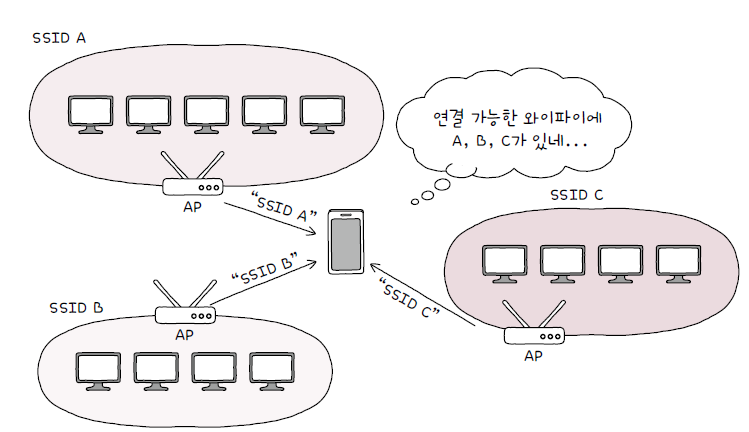 SSID A
연결 가능한 와이파이에
A, B, C가 있네...
SSID C
AP
"SSID A"
"SSID B"
"SSID C"
SSID B
AP
AP